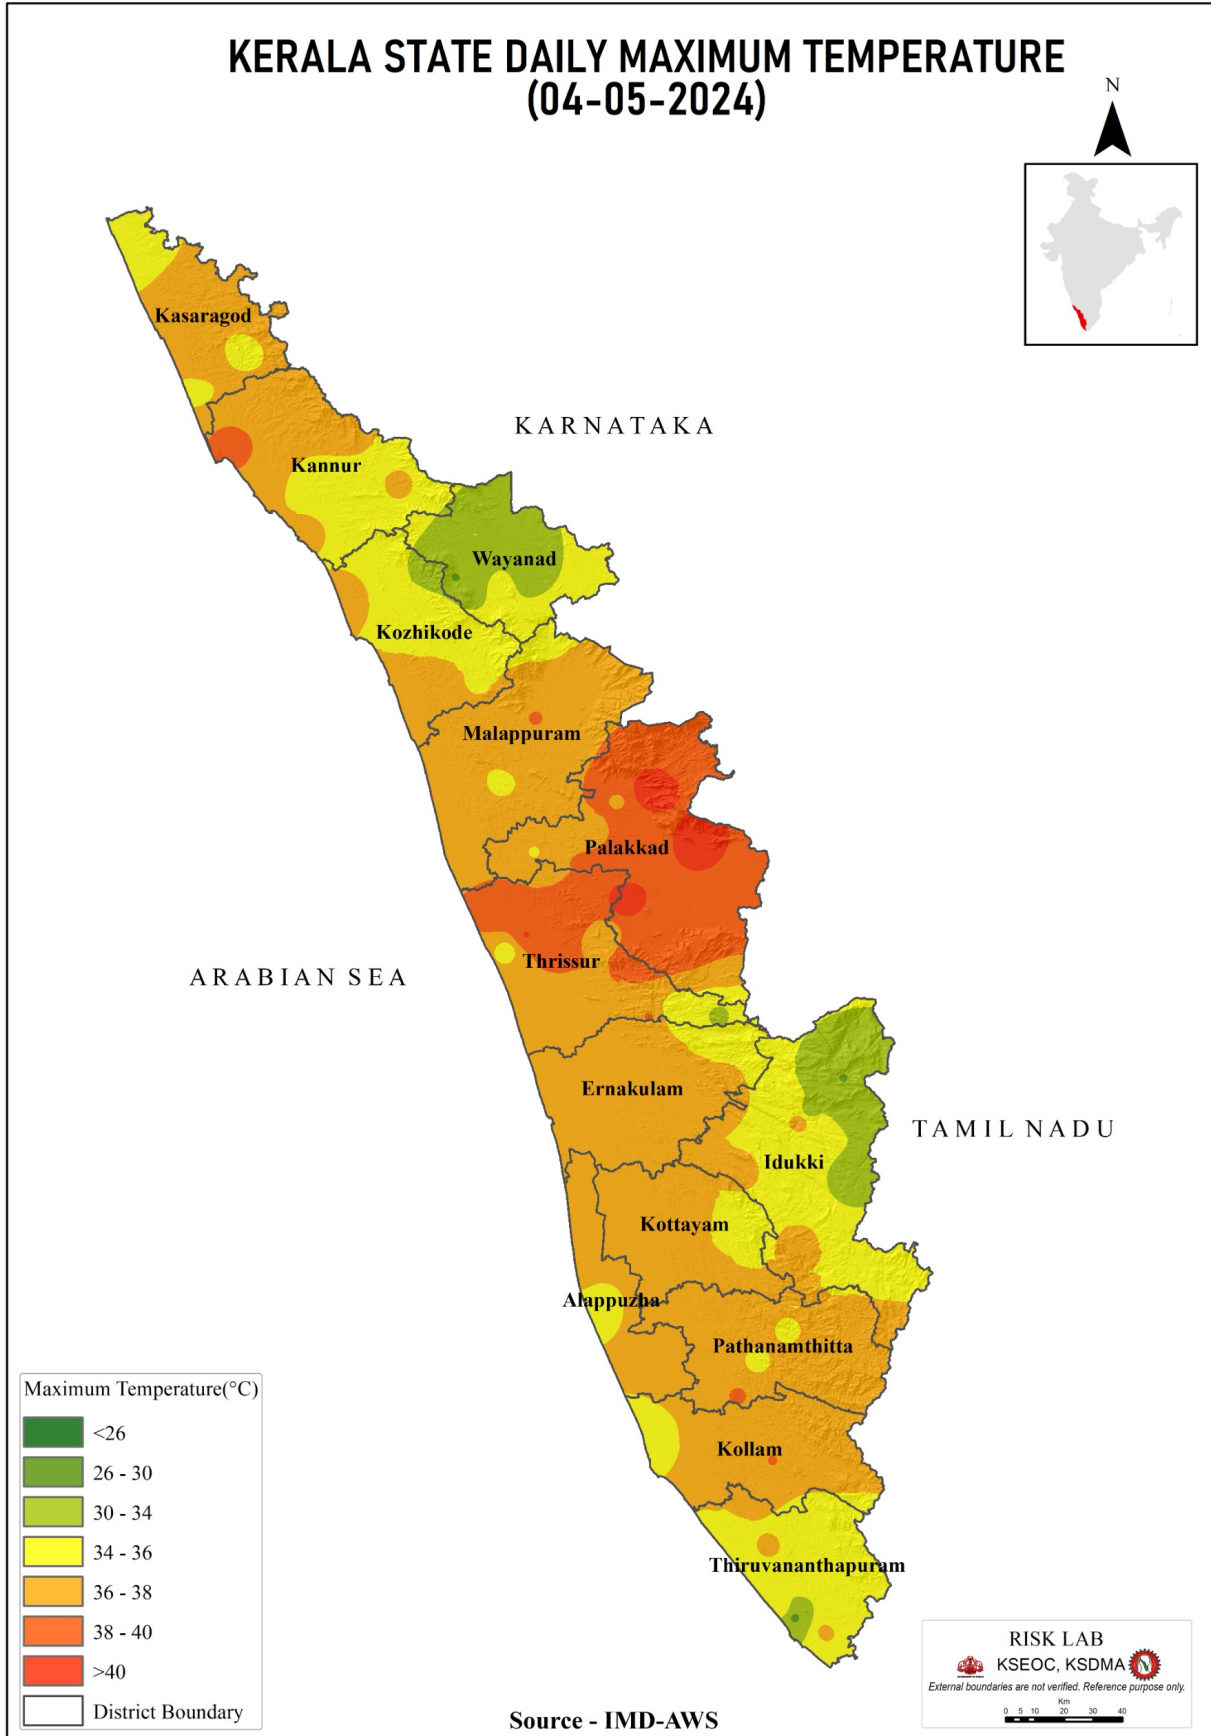 KERALA STATE DAILY MAXIMUM TEMPERATURE
(04-05-2024)
N
Kasaragod
KARNATAKA
Kannur
Wayanad
Kozhikode
Malappuram
Palakkad
Thrissur
ARABIAN SEA
Ernakulam
TAMIL NADU
Idukki
Kottayam
Alappuzha
Pathanamthitta
Kollam
Thiruvananthapuram
Maximum Temperature(°C)
<26
26 - 30
30 - 34
34 - 36
36 - 38
38 - 40
>40
District Boundary
RISK LAB
KSEOC, KSDMA
External boundaries are not verified. Reference purpose only.
Km
0 5 10 20 30 40
Source - IMD-AWS